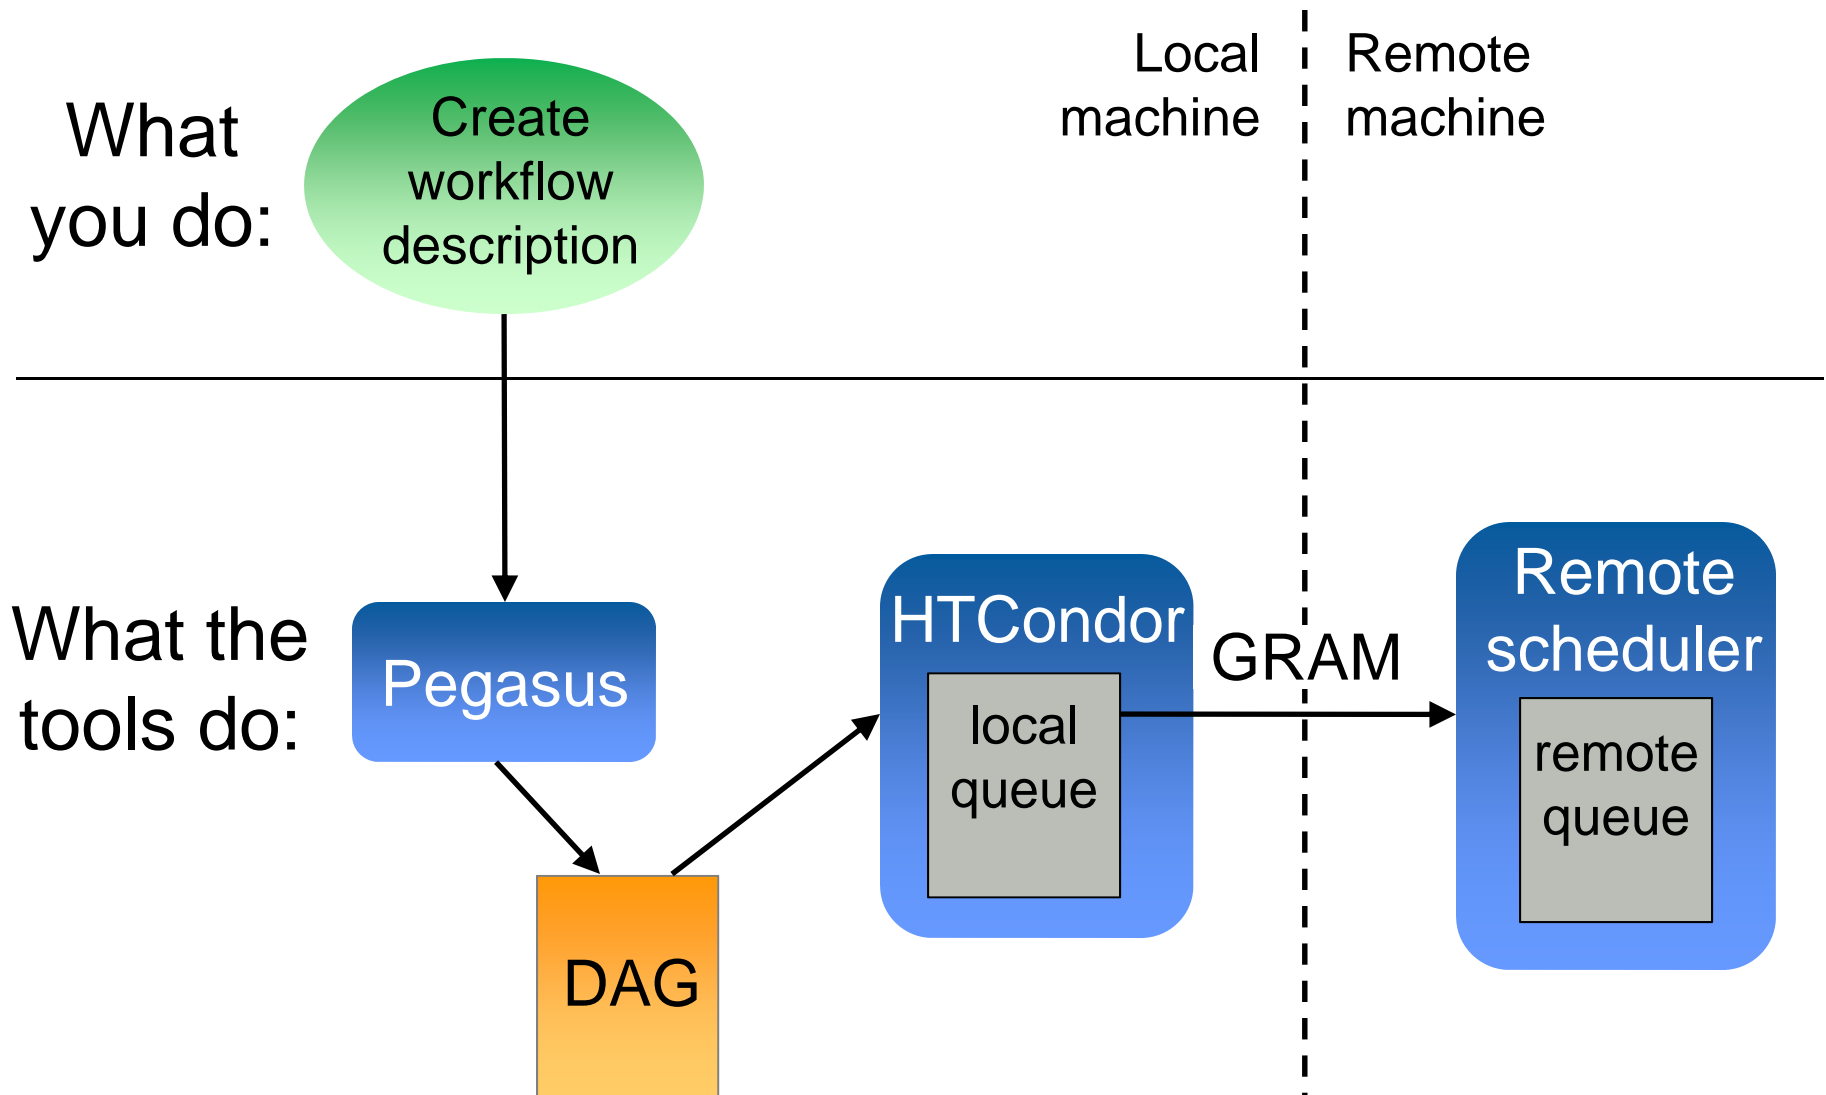 What
you do:
Create
workflow
description
Local
machine
Remote
machine
What the
tools do:
Pegasus
DAG
HTCondor
local
queue
GRAM
Remote
scheduler
remote
queue